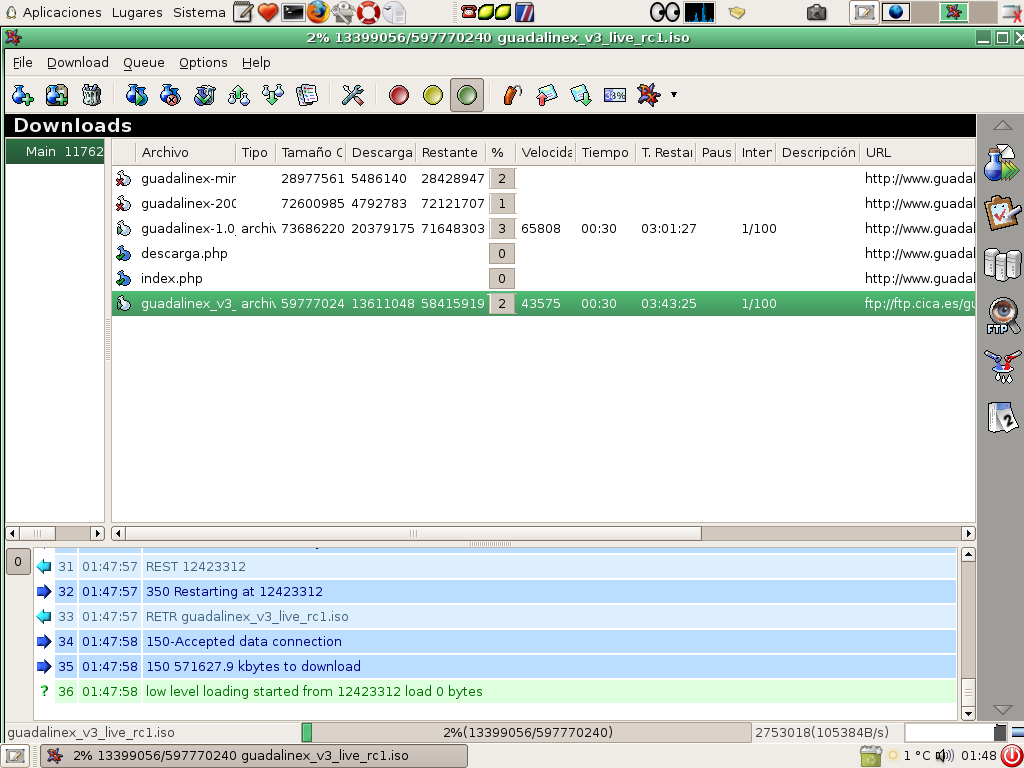 Aplicaciones Lugares Sistema
2% 13399056/597770240 guadalinex_v3_live_rc1.iso
File Download Queue Options Help
Downloads
Main 11762
Archivo Tipo Tamaño C Descarga Restante % Velocida Tiempo T. Restar Paus Inter Descripción URL
guadalinex-mir 28977561 5486140 28428947 2 http://www.guadal
guadalinex-200 72600985 4792783 72121707 1 http://www.guadal
guadalinex-1.0 archiv 73686220 20379175 71648303 3 65808 00:30 03:01:27 1/100 http://www.guadal
descarga.php 0 http://www.guadal
index.php 0 http://www.guadal
guadalinex_v3_ archiv 59777024 13611048 58415919 2 43575 00:30 03:43:25 1/100 ftp://ftp.cica.es/gu
FTP
2
0
31 01:47:57 REST 12423312
32 01:47:57 350 Restarting at 12423312
33 01:47:57 RETR guadalinex_v3_live_rc1.iso
34 01:47:58 150-Accepted data connection
35 01:47:58 150 571627.9 kbytes to download
? 36 01:47:58 low level loading started from 12423312 load 0 bytes
guadalinex_v3_live_rc1.iso 2%(13399056/597770240) 2753018(105384B/s)
2% 13399056/597770240 guadalinex_v3_live_rc1.iso 1 °C 01:48